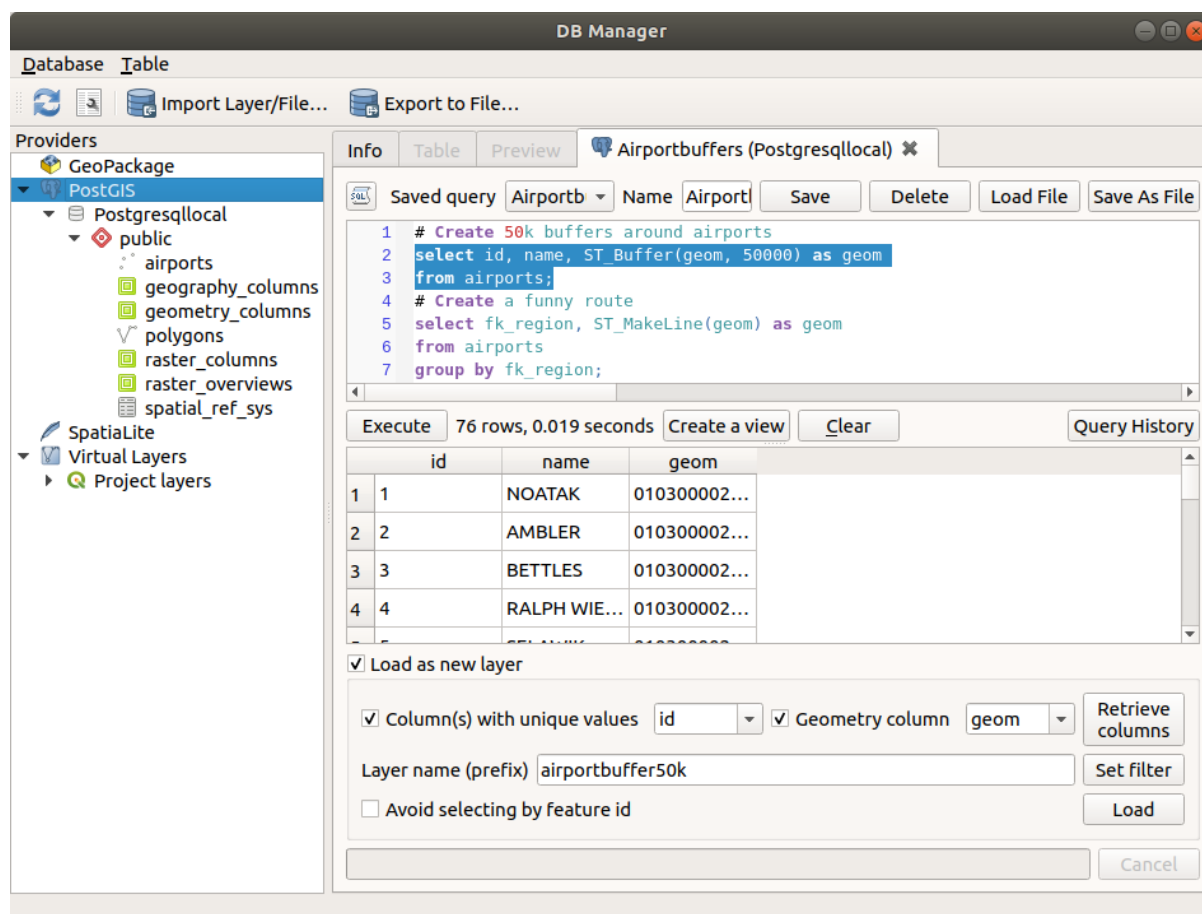 DB Manager
Database Table
Import Layer/File... Export to File...
Providers
GeoPackage
PostGIS
Postgresqllocal
public
airports
geography_columns
geometry_columns
polygons
raster_columns
raster_overviews
spatial_ref_sys
SpatiaLite
Virtual Layers
Project layers
Info Table Preview Airportbuffers (Postgresqllocal)
SQL Saved query Airportb Name Airportl Save Delete Load File Save As File
1 # Create 50k buffers around airports
2 select id, name, ST_Buffer(geom, 50000) as geom
3 from airports;
4 # Create a funny route
5 select fk_region, ST_MakeLine(geom) as geom
6 from airports
7 group by fk_region;
Execute 76 rows, 0.019 seconds Create a view Clear Query History
id name geom
1 1 NOATAK 010300002...
2 2 AMBLER 010300002...
3 3 BETTLES 010300002...
4 4 RALPH WIE... 010300002...
Load as new layer
Column(s) with unique values id Geometry column geom Retrieve columns
Layer name (prefix) airportbuffer50k Set filter
Avoid selecting by feature id Load
Cancel